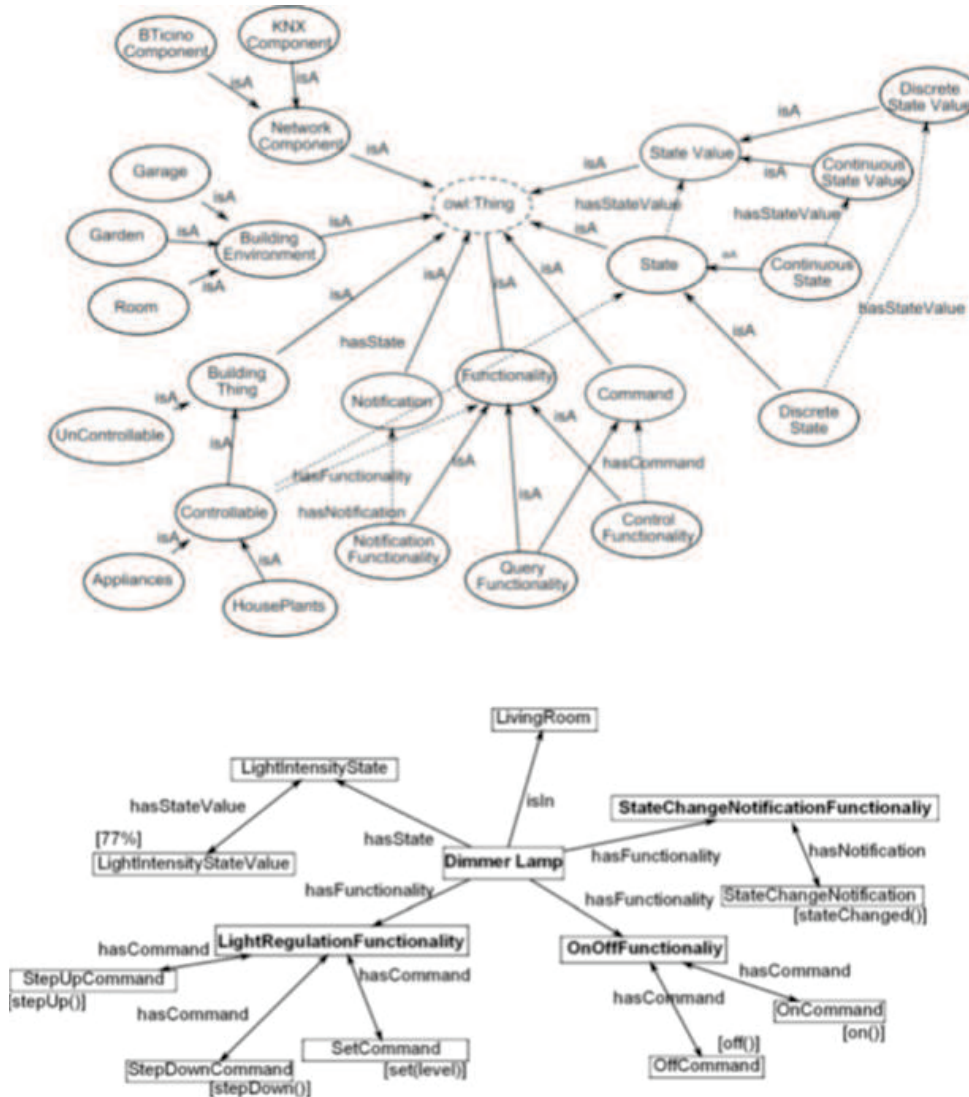 BTicino
Component
KNX
Component
isA
isA
Network
Component
isA
Discrete
State Value
isA
State Value
isA
isA
Continuous
State Value
Garage
isA
owl:Thing
hasStateValue
hasStateValue
Garden
isA
Building
Environment
isA
isA
State
isA
Continuous
State
Room
isA
isA
isA
isA
isA
hasState
isA
hasStateValue
Building
Thing
Functionality
Notification
Command
isA
UnControllable
isA
isA
isA
Discrete
State
hasFunctionality
hasCommand
Controllable
hasNotification
isA
isA
isA
Notification
Functionality
Query
Functionality
Control
Functionality
Appliances
HousePlants
LivingRoom
LightIntensityState
isIn
hasStateValue
StateChangeNotificationFunctionaliy
[77%]
LightIntensityStateValue
hasState
Dimmer Lamp
hasFunctionality
hasNotification
hasFunctionality
hasFunctionality
StateChangeNotification
[stateChanged()]
LightRegulationFunctionality
OnOffFunctionaliy
hasCommand
StepUpCommand
[stepUp()]
hasCommand
hasCommand
hasCommand
hasCommand
OnCommand
[on()]
StepDownCommand
[stepDown()]
SetCommand
[set(level)]
[off()]
OffCommand